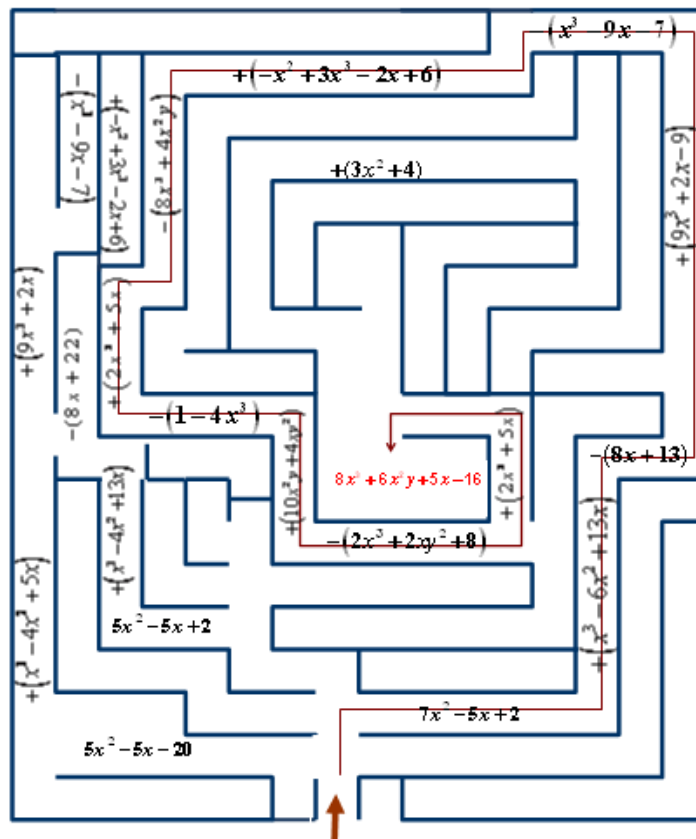 −(x³ − 9x − 7)
+(−x² + 3x³ − 2x + 6)
−(x³ − 9x − 7)
+(−x² + 3x³ − 2x + 6)
−(8x³ + 4x²y)
+(3x² + 4)
+(9x³ + 2x − 9)
+(9x³ + 2x)
−(8x + 22)
+(2x³ + 5x)
−(1 − 4x³)
+(10x²y + 4xy²)
+(2x³ + 5x)
−(8x + 13)
8x³ + 6x²y + 5x − 16
+(x³ − 4x² + 13x)
−(2x³ + 2xy² + 8)
+(x³ − 6x² + 13x)
+(x³ − 4x² + 5x)
5x² − 5x + 2
7x² − 5x + 2
5x² − 5x − 20